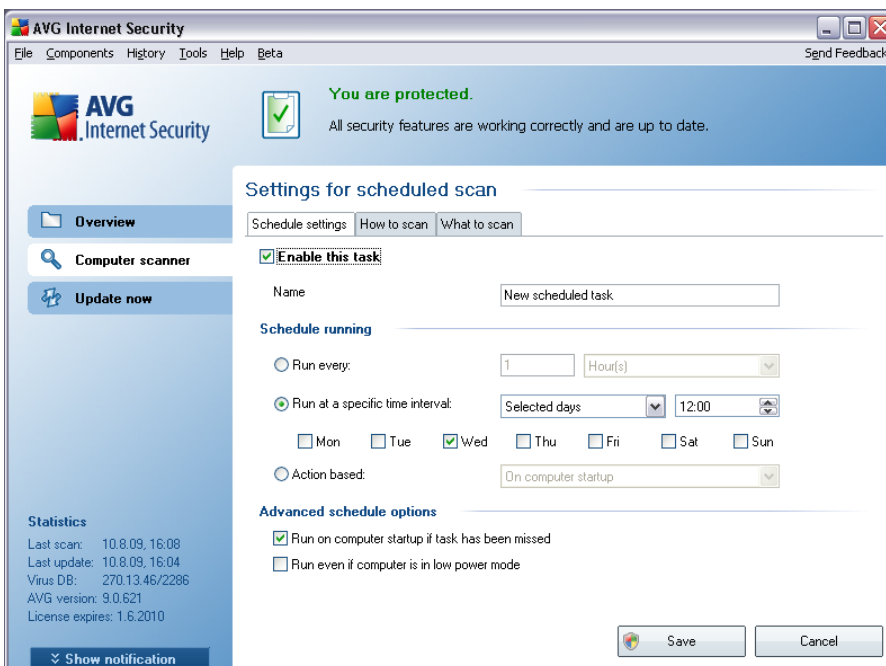 AVG Internet Security
File Components History Tools Help Beta Send Feedback
AVG
Internet Security
You are protected.
All security features are working correctly and are up to date.
Overview
Computer scanner
Update now
Settings for scheduled scan
Schedule settings How to scan What to scan
Enable this task
Name New scheduled task
Schedule running
Run every: 1 Hour(s)
Run at a specific time interval: Selected days 12:00
Mon Tue Wed Thu Fri Sat Sun
Action based: On computer startup
Advanced schedule options
Run on computer startup if task has been missed
Run even if computer is in low power mode
Statistics
Last scan: 10.8.09, 16:08
Last update: 10.8.09, 16:04
Virus DB: 270.13.46/2286
AVG version: 9.0.621
License expires: 1.6.2010
Show notification
Save Cancel